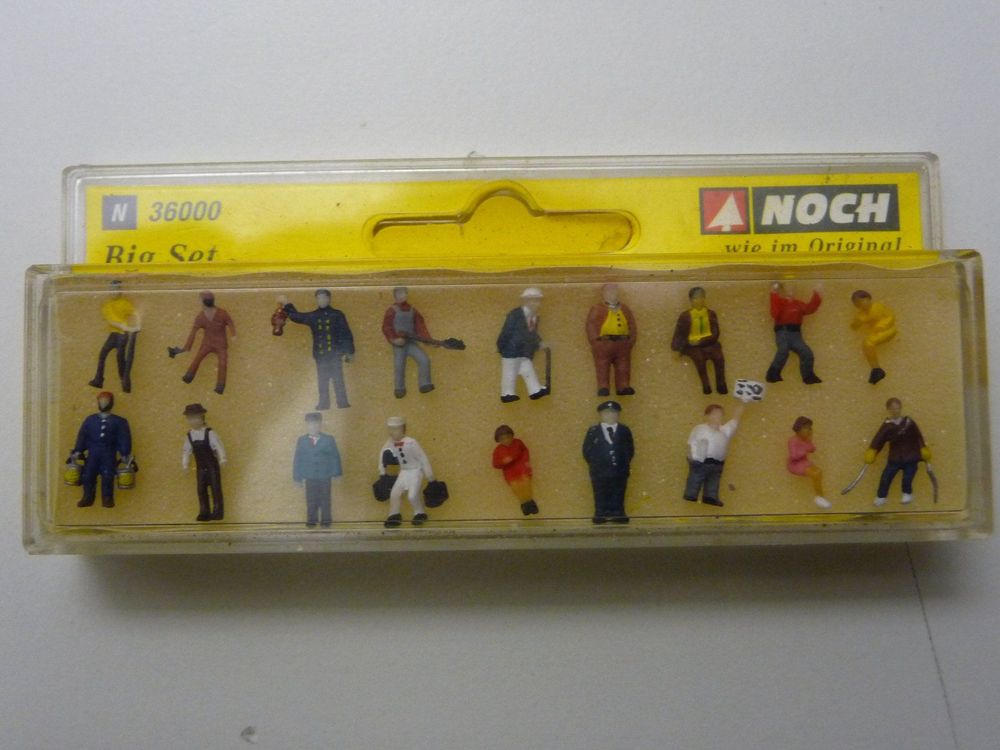 N 36000
NOCH
Big Set
wie im Original